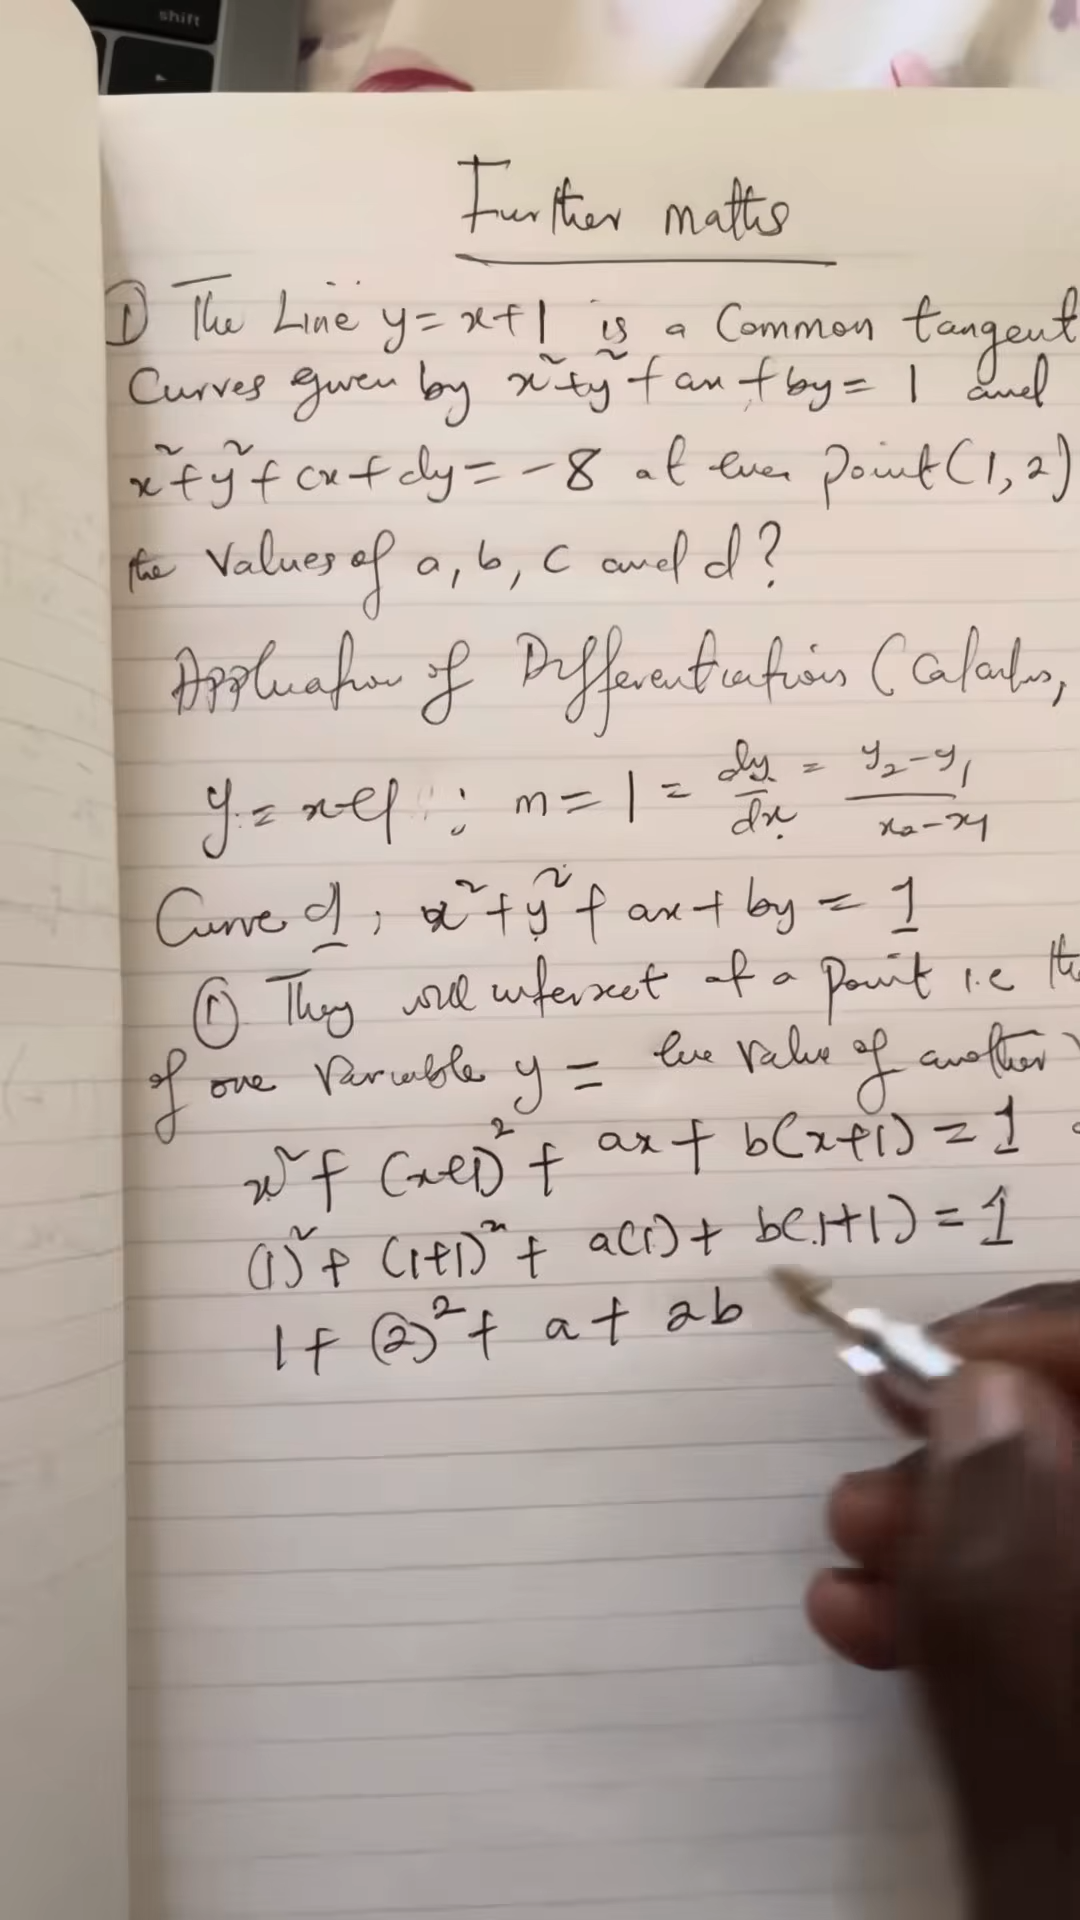 shift
Further maths
① The Line y = x+1 is a Common tangent
Curves given by x²+y²+ax+by = 1 and
x²+y²+cx+dy = -8 at point (1,2)
the Values of a, b, c and d?
Application of Differentiation (Calculus,
y = x+1 ; m = 1 = dy/dx = y₂-y₁/x₂-x₁
Curve 1, x²+y²+ax+by = 1
① They will intersect at a point i.e
of one Variable y = the value of another
x² + (x+1)² + ax + b(x+1) = 1
(1)² + (1+1)² + a(1) + b(1+1) = 1
1 + (2)² + a + 2b